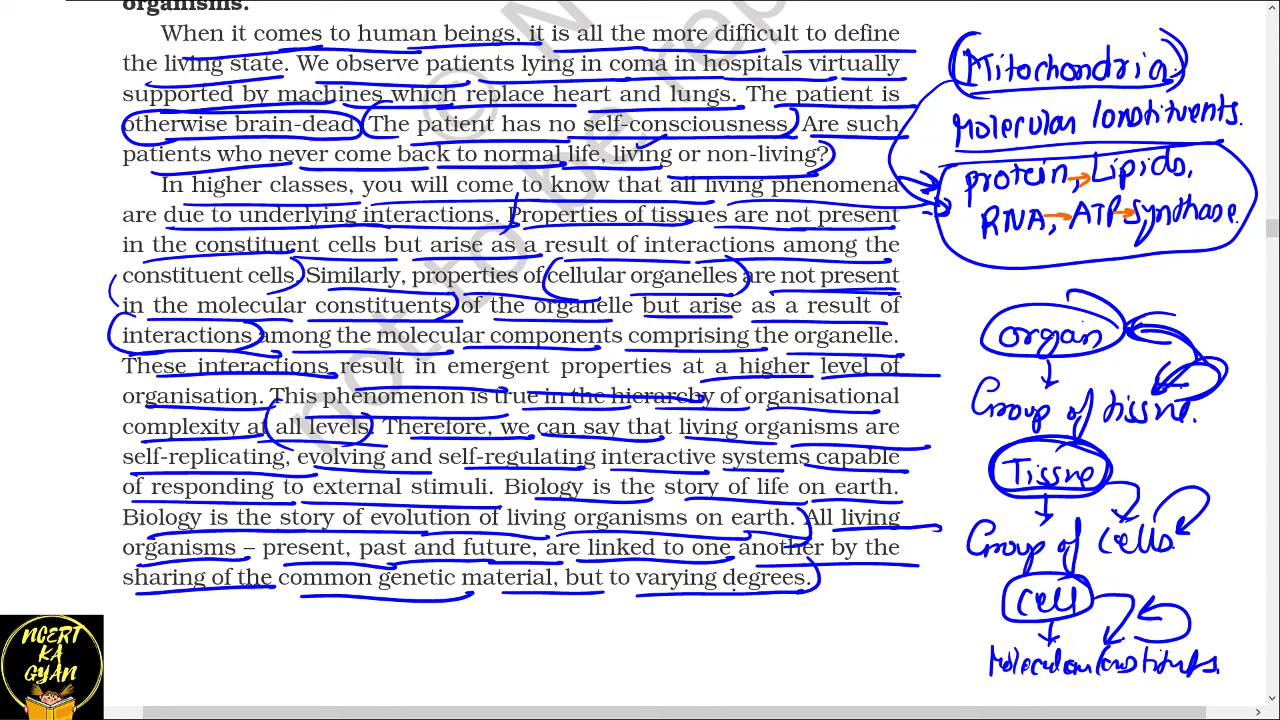 organisms.
When it comes to human beings, it is all the more difficult to define
the living state. We observe patients lying in coma in hospitals virtually
supported by machines which replace heart and lungs. The patient is
otherwise brain-dead. The patient has no self-consciousness. Are such
patients who never come back to normal life, living or non-living?
In higher classes, you will come to know that all living phenomena
are due to underlying interactions. Properties of tissues are not present
in the constituent cells but arise as a result of interactions among the
constituent cells. Similarly, properties of cellular organelles are not present
in the molecular constituents of the organelle but arise as a result of
interactions among the molecular components comprising the organelle.
These interactions result in emergent properties at a higher level of
organisation. This phenomenon is true in the hierarchy of organisational
complexity at all levels. Therefore, we can say that living organisms are
self-replicating, evolving and self-regulating interactive systems capable
of responding to external stimuli. Biology is the story of life on earth.
Biology is the story of evolution of living organisms on earth. All living
organisms – present, past and future, are linked to one another by the
sharing of the common genetic material, but to varying degrees.
Mitochondria
Molecular Constituents.
protein, Lipids,
RNA, ATP Synthase.
organ
Group of tissue.
Tissue
Group of Cells.
Cell
© N
not to be re
NCERT
KA
GYAN